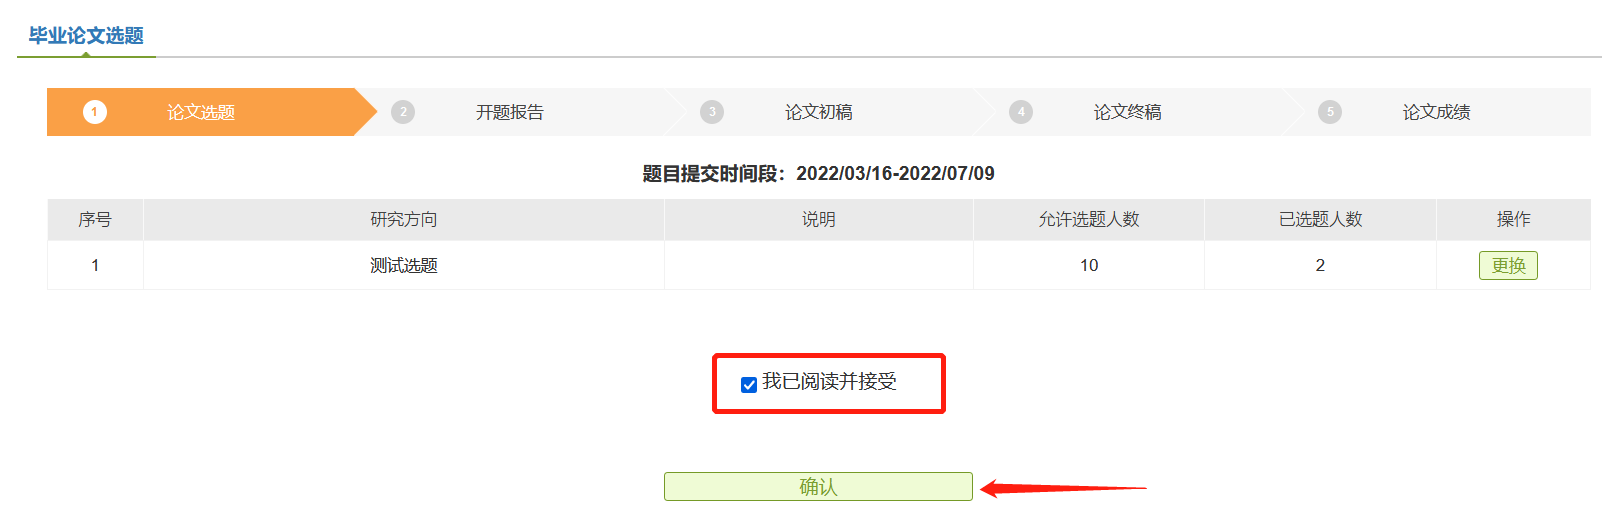 毕业论文选题
1 论文选题 2 开题报告 3 论文初稿 4 论文终稿 5 论文成绩
题目提交时间段：2022/03/16-2022/07/09
序号 研究方向 说明 允许选题人数 已选题人数 操作
1 测试选题 10 2 更换
我已阅读并接受
确认